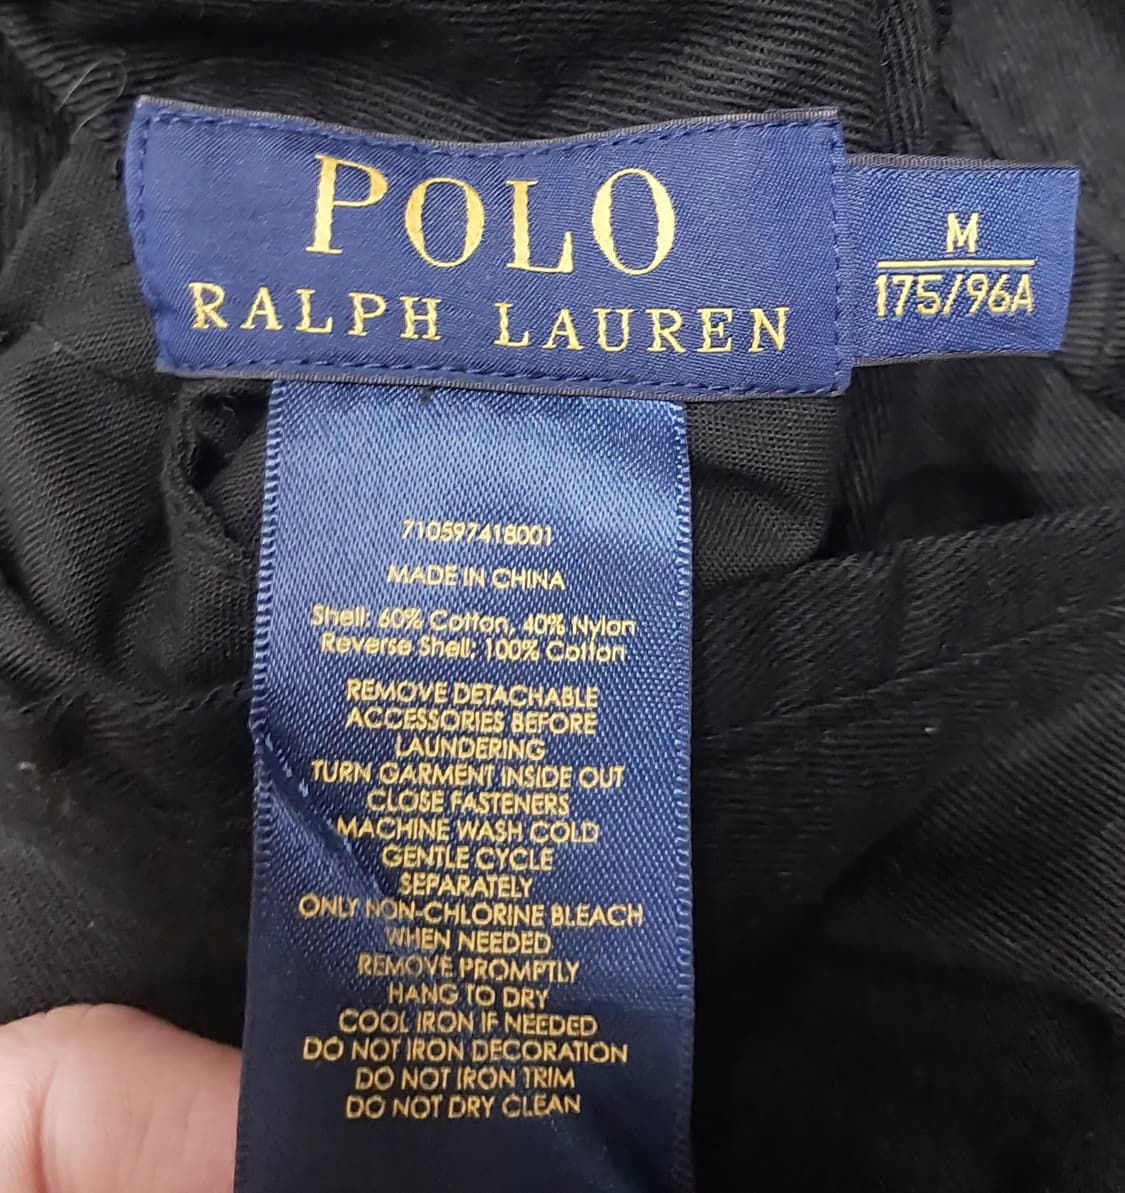 POLO
RALPH LAUREN
M
175/96A
710597418001
MADE IN CHINA
Shell: 60% Cotton, 40% Nylon
Reverse Shell: 100% Cotton
REMOVE DETACHABLE
ACCESSORIES BEFORE
LAUNDERING
TURN GARMENT INSIDE OUT
CLOSE FASTENERS
MACHINE WASH COLD
GENTLE CYCLE
SEPARATELY
ONLY NON-CHLORINE BLEACH
WHEN NEEDED
REMOVE PROMPTLY
HANG TO DRY
COOL IRON IF NEEDED
DO NOT IRON DECORATION
DO NOT IRON TRIM
DO NOT DRY CLEAN